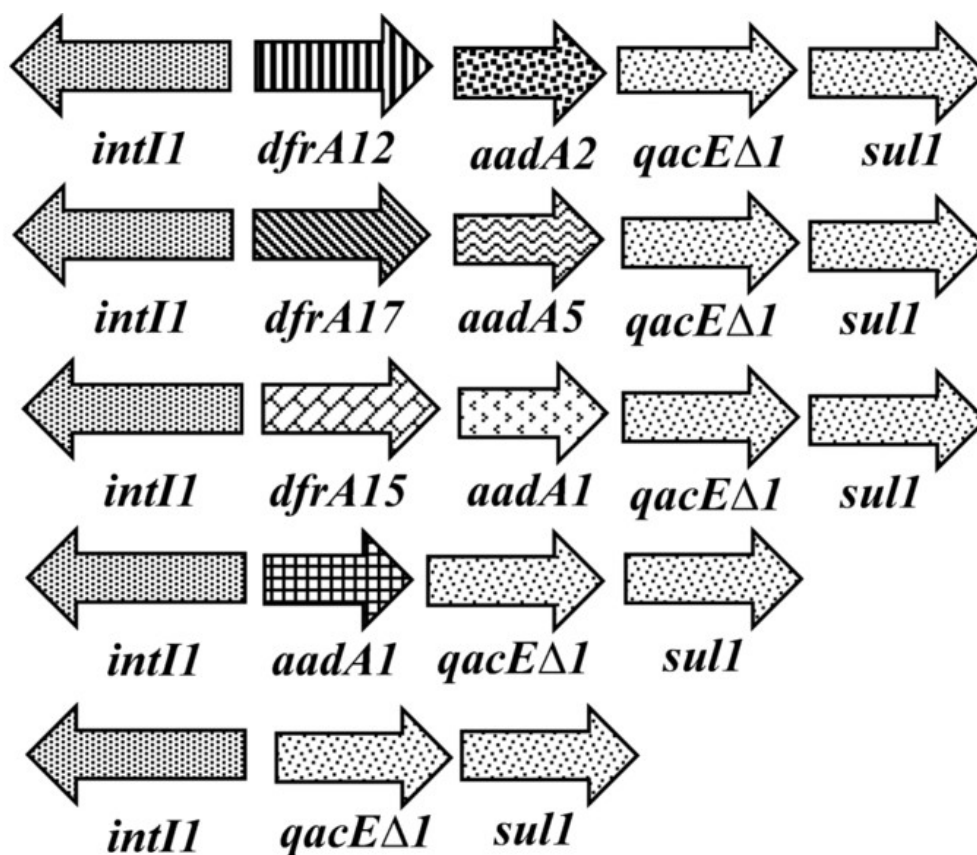 intI1 dfrA12 aadA2 qacEΔ1 sul1
intI1 dfrA17 aadA5 qacEΔ1 sul1
intI1 dfrA15 aadA1 qacEΔ1 sul1
intI1 aadA1 qacEΔ1 sul1
intI1 qacEΔ1 sul1